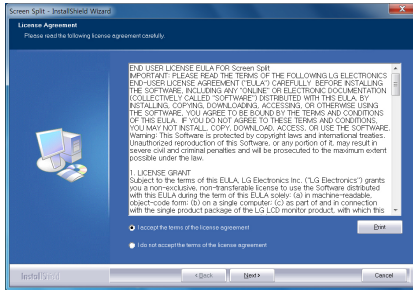 Screen Split - InstallShield Wizard
License Agreement
Please read the following license agreement carefully.
END USER LICENSE EULA FOR Screen Split
IMPORTANT: PLEASE READ THE TERMS OF THE FOLLOWING LG ELECTRONICS
END-USER LICENSE AGREEMENT ("EULA") CAREFULLY BEFORE INSTALLING
THE SOFTWARE, INCLUDING ANY "ONLINE" OR ELECTRONIC DOCUMENTATION
(COLLECTIVELY CALLED "SOFTWARE") DISTRIBUTED WITH THIS EULA. BY
INSTALLING, COPYING, DOWNLOADING, ACCESSING, OR OTHERWISE USING
THE SOFTWARE, YOU AGREE TO BE BOUND BY THE TERMS AND CONDITIONS
OF THIS EULA. IF YOU DO NOT AGREE TO THESE TERMS AND CONDITIONS,
YOU MAY NOT INSTALL, COPY, DOWNLOAD, ACCESS, OR USE THE SOFTWARE.
Warning: This Software is protected by copyright laws and international treaties.
Unauthorized reproduction of this Software, or any portion of it, may result in
severe civil and criminal penalties and will be prosecuted to the maximum extent
possible under the law.
1. LICENSE GRANT
Subject to the terms of this EULA, LG Electronics Inc. ("LG Electronics") grants
you a non-exclusive, non-transferable license to use the Software distributed
with this EULA during the term of this EULA solely: (a) in machine-readable,
object-code form; (b) on a single computer; (c) as part of and in connection
with the single product package of the LG LCD monitor product, with which this
I accept the terms of the license agreement
Print
I do not accept the terms of the license agreement
InstallShield
< Back
Next >
Cancel